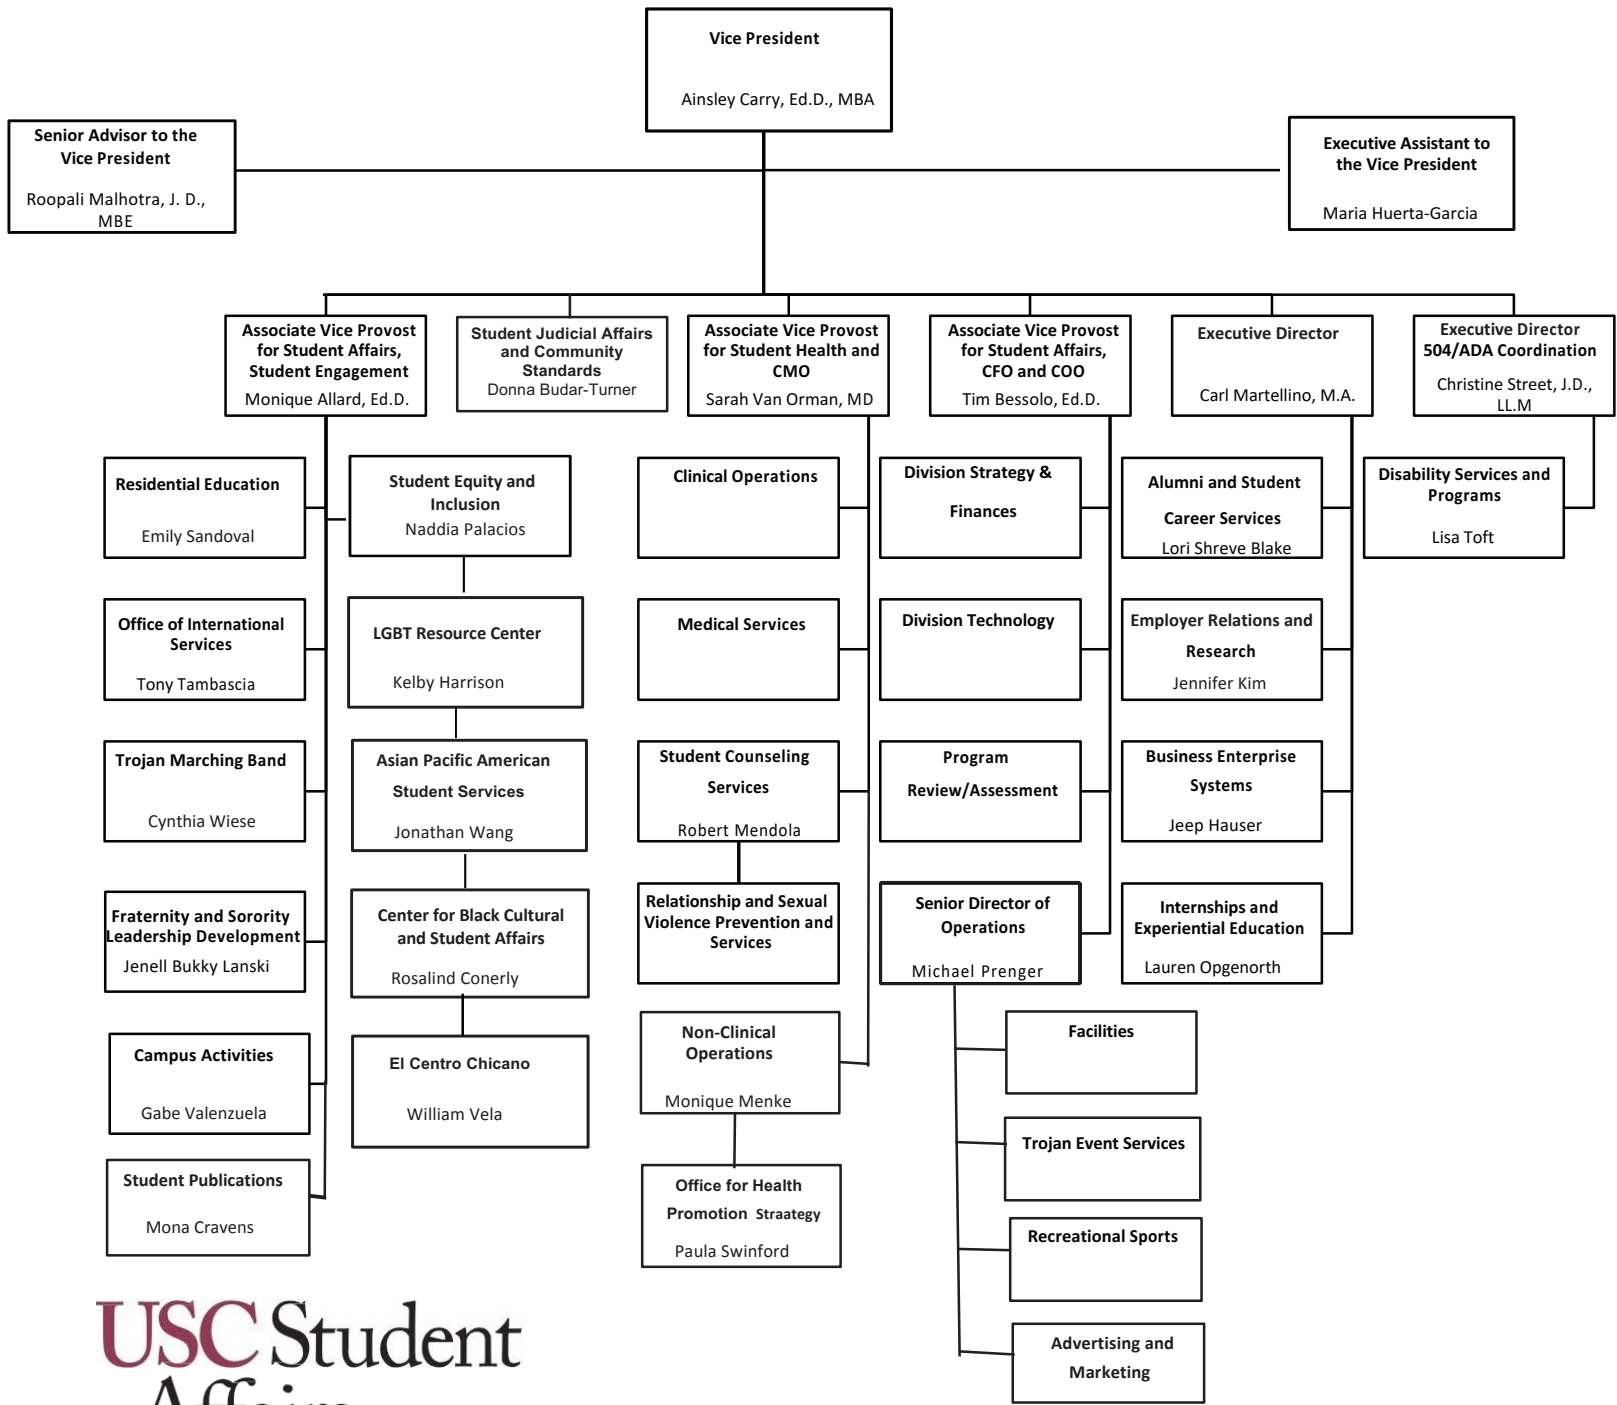 Vice President
Ainsley Carry, Ed.D., MBA
Senior Advisor to the
Vice President
Roopali Malhotra, J. D.,
MBE
Executive Assistant to
the Vice President
Maria Huerta-Garcia
Associate Vice Provost
for Student Affairs,
Student Engagement
Monique Allard, Ed.D.
Student Judicial Affairs
and Community
Standards
Donna Budar-Turner
Associate Vice Provost
for Student Health and
CMO
Sarah Van Orman, MD
Associate Vice Provost
for Student Affairs,
CFO and COO
Tim Bessolo, Ed.D.
Executive Director
Carl Martellino, M.A.
Executive Director
504/ADA Coordination
Christine Street, J.D.,
LL.M
Residential Education
Emily Sandoval
Student Equity and
Inclusion
Naddia Palacios
Clinical Operations
Division Strategy &
Finances
Alumni and Student
Career Services
Lori Shreve Blake
Disability Services and
Programs
Lisa Toft
Office of International
Services
Tony Tambascia
LGBT Resource Center
Kelby Harrison
Medical Services
Division Technology
Employer Relations and
Research
Jennifer Kim
Trojan Marching Band
Cynthia Wiese
Asian Pacific American
Student Services
Jonathan Wang
Student Counseling
Services
Robert Mendola
Program
Review/Assessment
Business Enterprise
Systems
Jeep Hauser
Fraternity and Sorority
Leadership Development
Jenell Bukky Lanski
Center for Black Cultural
and Student Affairs
Rosalind Conerly
Relationship and Sexual
Violence Prevention and
Services
Senior Director of
Operations
Michael Prenger
Internships and
Experiential Education
Lauren Opgenorth
Campus Activities
Gabe Valenzuela
El Centro Chicano
William Vela
Non-Clinical
Operations
Monique Menke
Facilities
Student Publications
Mona Cravens
Office for Health
Promotion Straategy
Paula Swinford
Trojan Event Services
Recreational Sports
Advertising and
Marketing
USC Student
Affairs